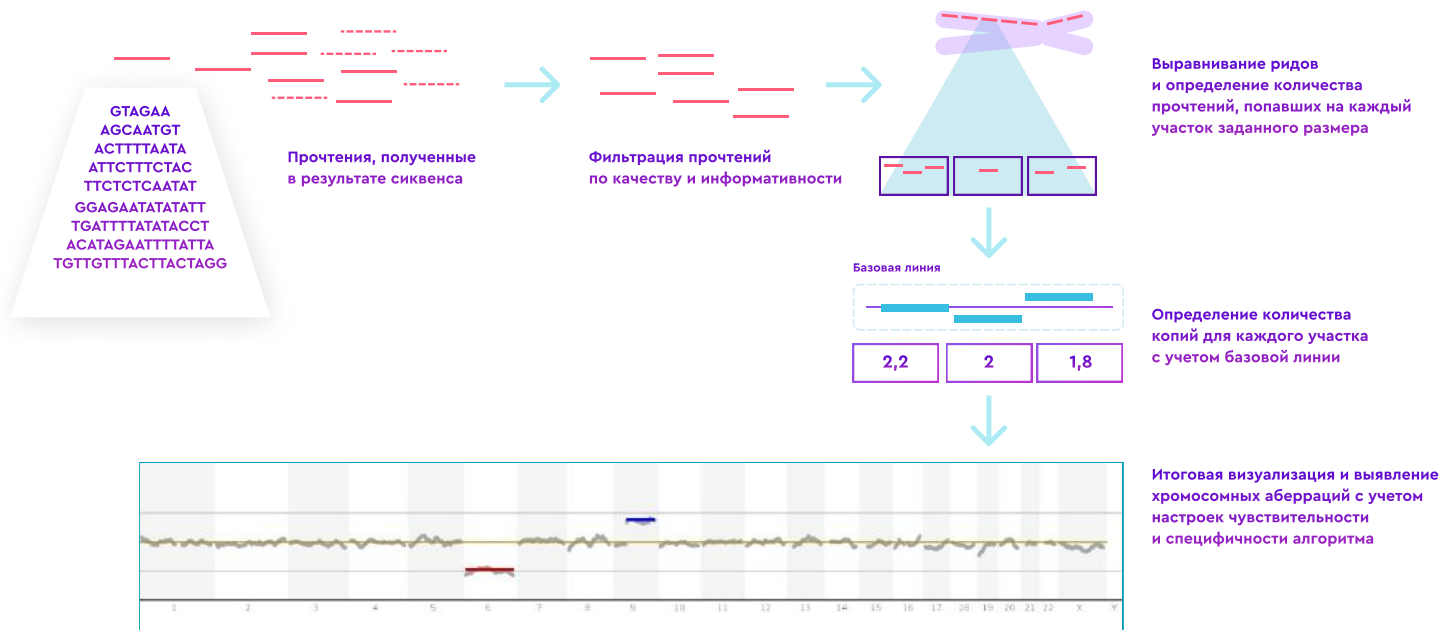 GTAGAA
AGCAATGT
ACTTTTAATA
ATTCTTTCTAC
TTCTCTCAATAT
GGAGAATATATATT
TGATTTTATATACCT
ACATAGAATTTTATTA
TGTTGTTTACTTACTAGG
Прочтения, полученные
в результате сиквенса
Фильтрация прочтений
по качеству и информативности
Выравнивание ридов
и определение количества
прочтений, попавших на каждый
участок заданного размера
Базовая линия
2,2 2 1,8
Определение количества
копий для каждого участка
с учетом базовой линии
Итоговая визуализация и выявление
хромосомных аберраций с учетом
настроек чувствительности
и специфичности алгоритма
1 2 3 4 5 6 7 8 9 10 11 12 13 14 15 16 17 18 19 20 21 22 X Y